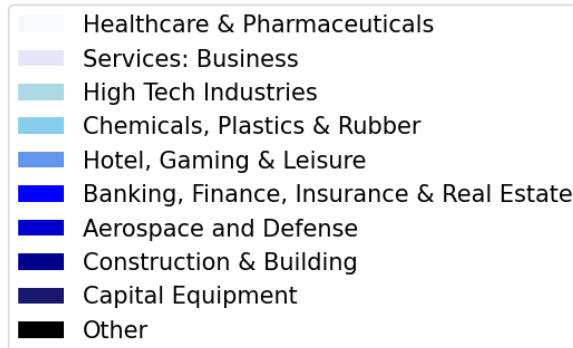 Healthcare & Pharmaceuticals
Services: Business
High Tech Industries
Chemicals, Plastics & Rubber
Hotel, Gaming & Leisure
Banking, Finance, Insurance & Real Estate
Aerospace and Defense
Construction & Building
Capital Equipment
Other